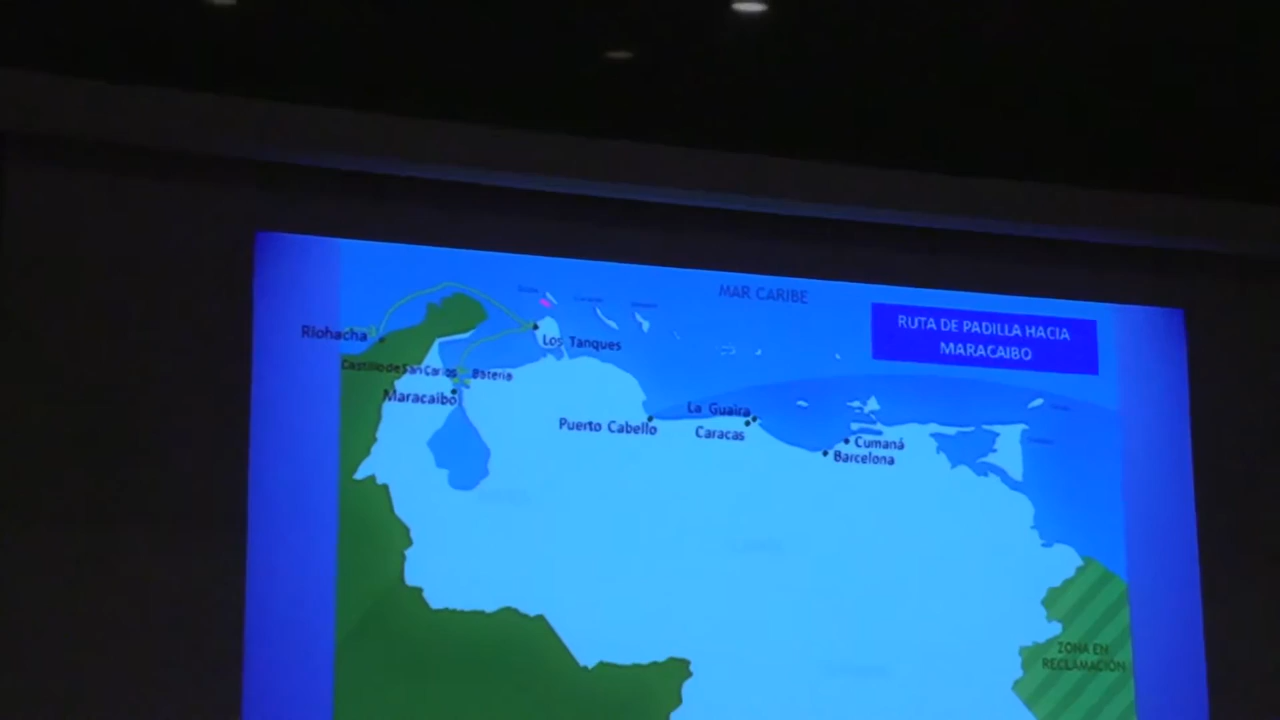 MAR CARIBE
RUTA DE PADILLA HACIA
MARACAIBO
Riohacha
Los Tanques
Castillo de San Carlos
Bateria
Maracaibo
Puerto Cabello
La Guaira
Caracas
Cumaná
Barcelona
ZONA EN
RECLAMACIÓN